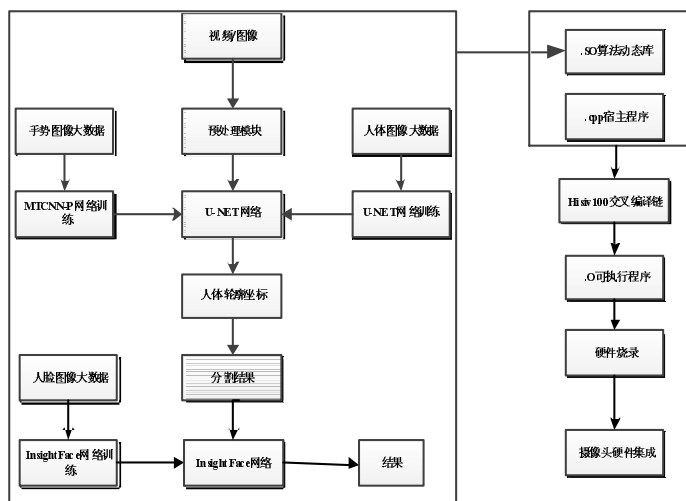 视频/图像
.SO算法动态库
手势图像大数据
预处理模块
人体图像大数据
.cpp宿主程序
MTCNN-P网络训
练
U-NET网络
U-NET网络训练
Hisiv100交叉编译链
人体轮廓坐标
.O可执行程序
人脸图像大数据
分割结果
硬件烧录
InsightFace网络训
练
InsightFace网络
结果
摄像头硬件集成